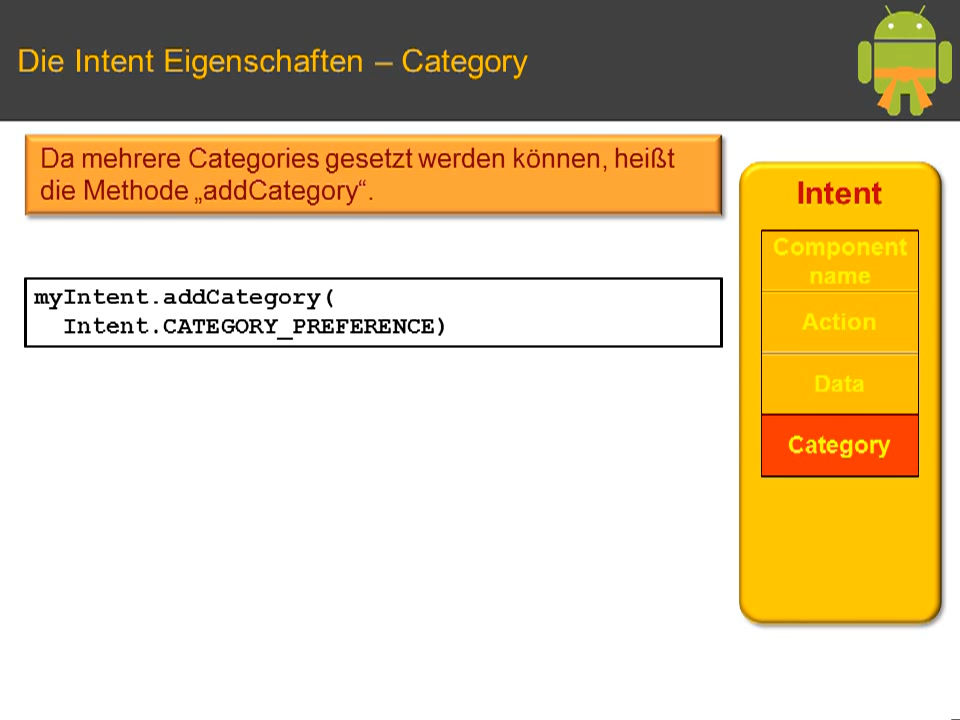 Die Intent Eigenschaften – Category
Da mehrere Categories gesetzt werden können, heißt
die Methode „addCategory“.
myIntent.addCategory(
Intent.CATEGORY_PREFERENCE)
Intent
Component
name
Action
Data
Category